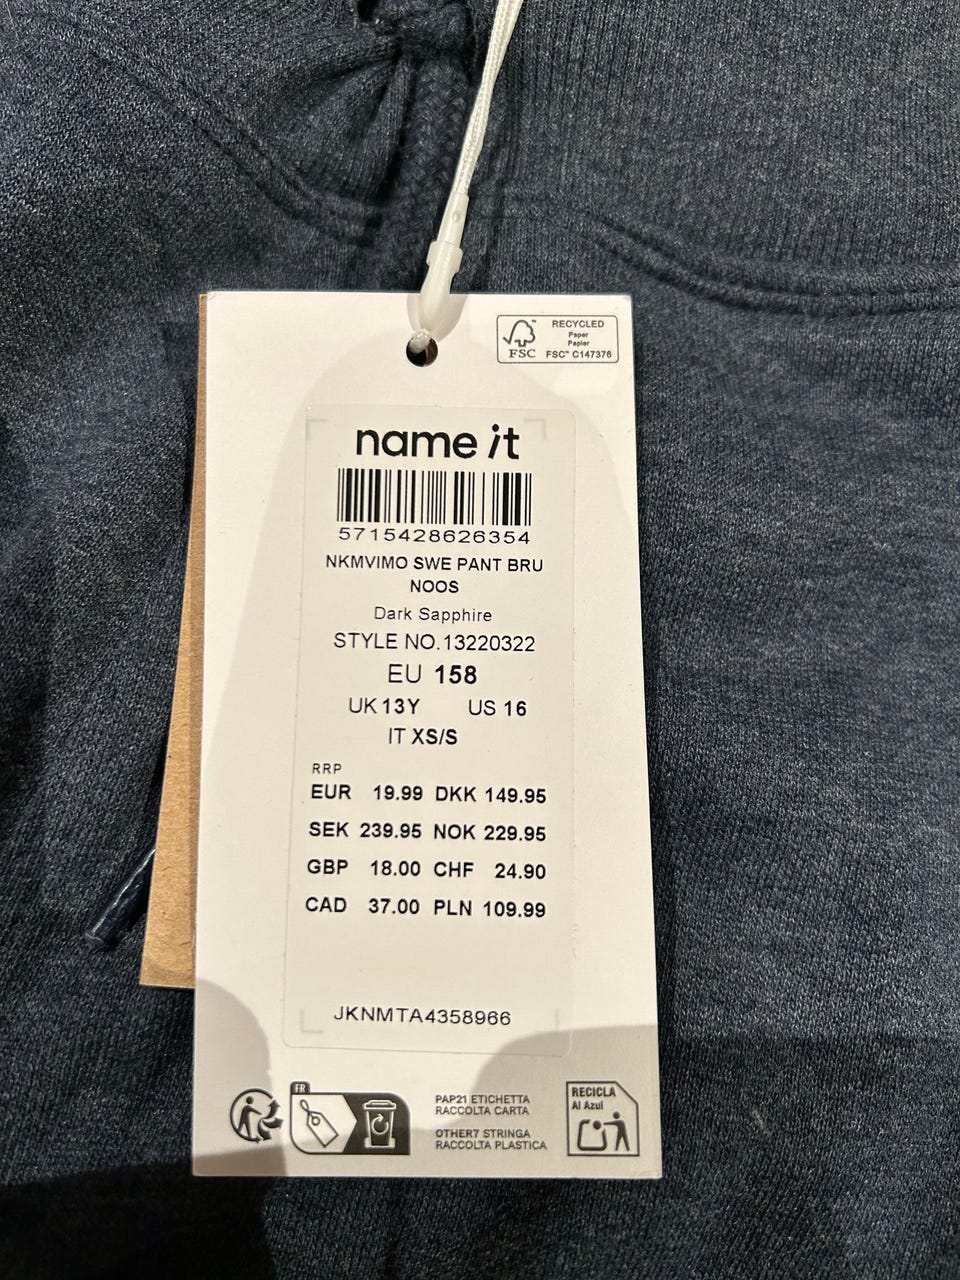 FSC
RECYCLED
Paper
Papier
FSC™ C147376
name it
5715428626354
NKMVIMO SWE PANT BRU
NOOS
Dark Sapphire
STYLE NO.13220322
EU 158
UK 13Y US 16
IT XS/S
RRP
EUR 19.99 DKK 149.95
SEK 239.95 NOK 229.95
GBP 18.00 CHF 24.90
CAD 37.00 PLN 109.99
JKNMTA4358966
FR
PAP21 ETICHETTA
RACCOLTA CARTA
OTHER7 STRINGA
RACCOLTA PLASTICA
RECICLA
Al Azul